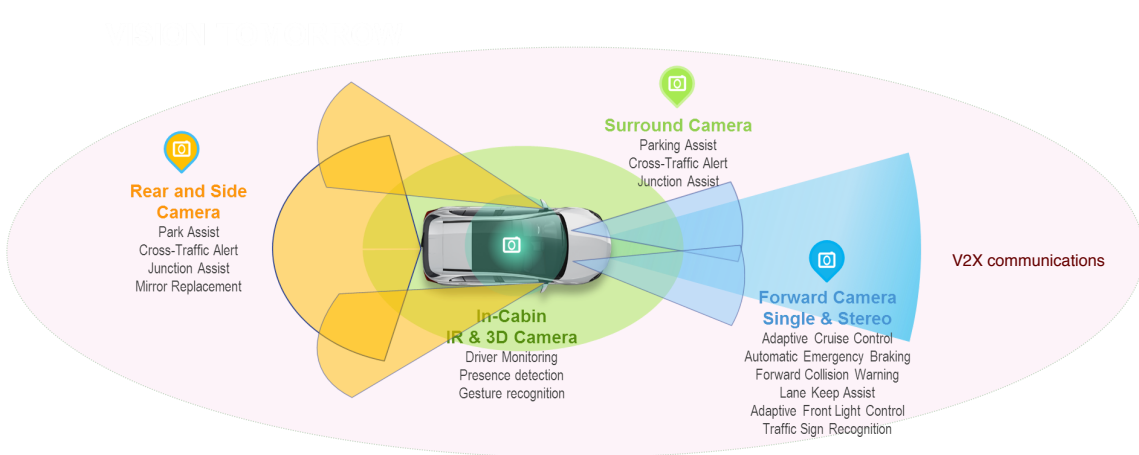 Surround Camera
Parking Assist
Cross-Traffic Alert
Junction Assist
Rear and Side
Camera
Park Assist
Cross-Traffic Alert
Junction Assist
Mirror Replacement
V2X communications
In-Cabin
IR & 3D Camera
Driver Monitoring
Presence detection
Gesture recognition
Forward Camera
Single & Stereo
Adaptive Cruise Control
Automatic Emergency Braking
Forward Collision Warning
Lane Keep Assist
Adaptive Front Light Control
Traffic Sign Recognition